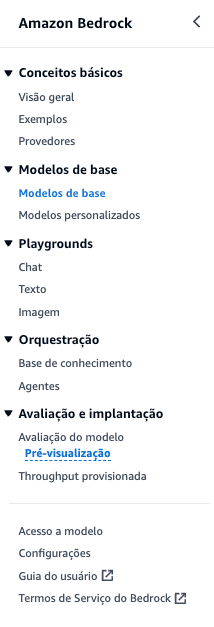 Amazon Bedrock
Conceitos básicos
Visão geral
Exemplos
Provedores
Modelos de base
Modelos de base
Modelos personalizados
Playgrounds
Chat
Texto
Imagem
Orquestração
Base de conhecimento
Agentes
Avaliação e implantação
Avaliação do modelo
Pré-visualização
Throughput provisionada
Acesso a modelo
Configurações
Guia do usuário
Termos de Serviço do Bedrock